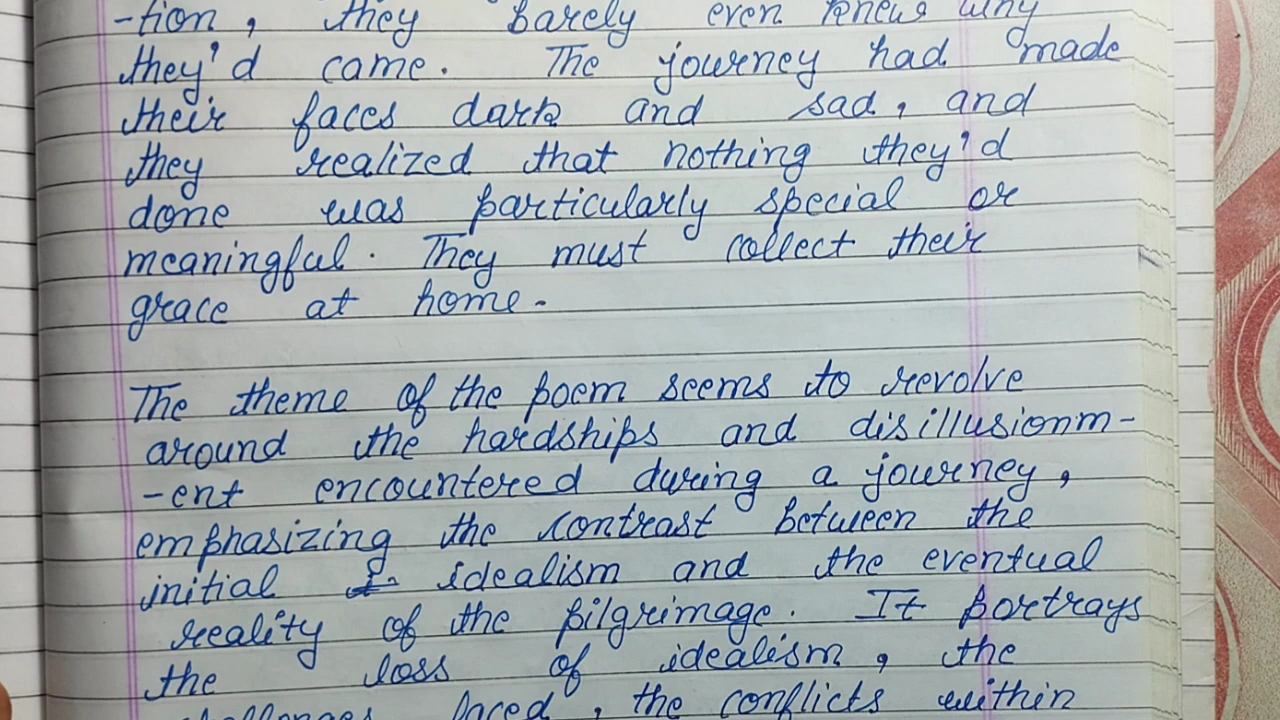 -tion, they barely even knew why
they'd came. The journey had made
their faces dark and sad, and
they realized that nothing they'd
done was particularly special or
meaningful. They must collect their
grace at home.
The theme of the poem seems to revolve
around the hardships and disillusionm-
-ent encountered during a journey,
emphasizing the contrast between the
initial idealism and the eventual
reality of the pilgrimage. It portrays
the loss of idealism, the
challenges faced, the conflicts within